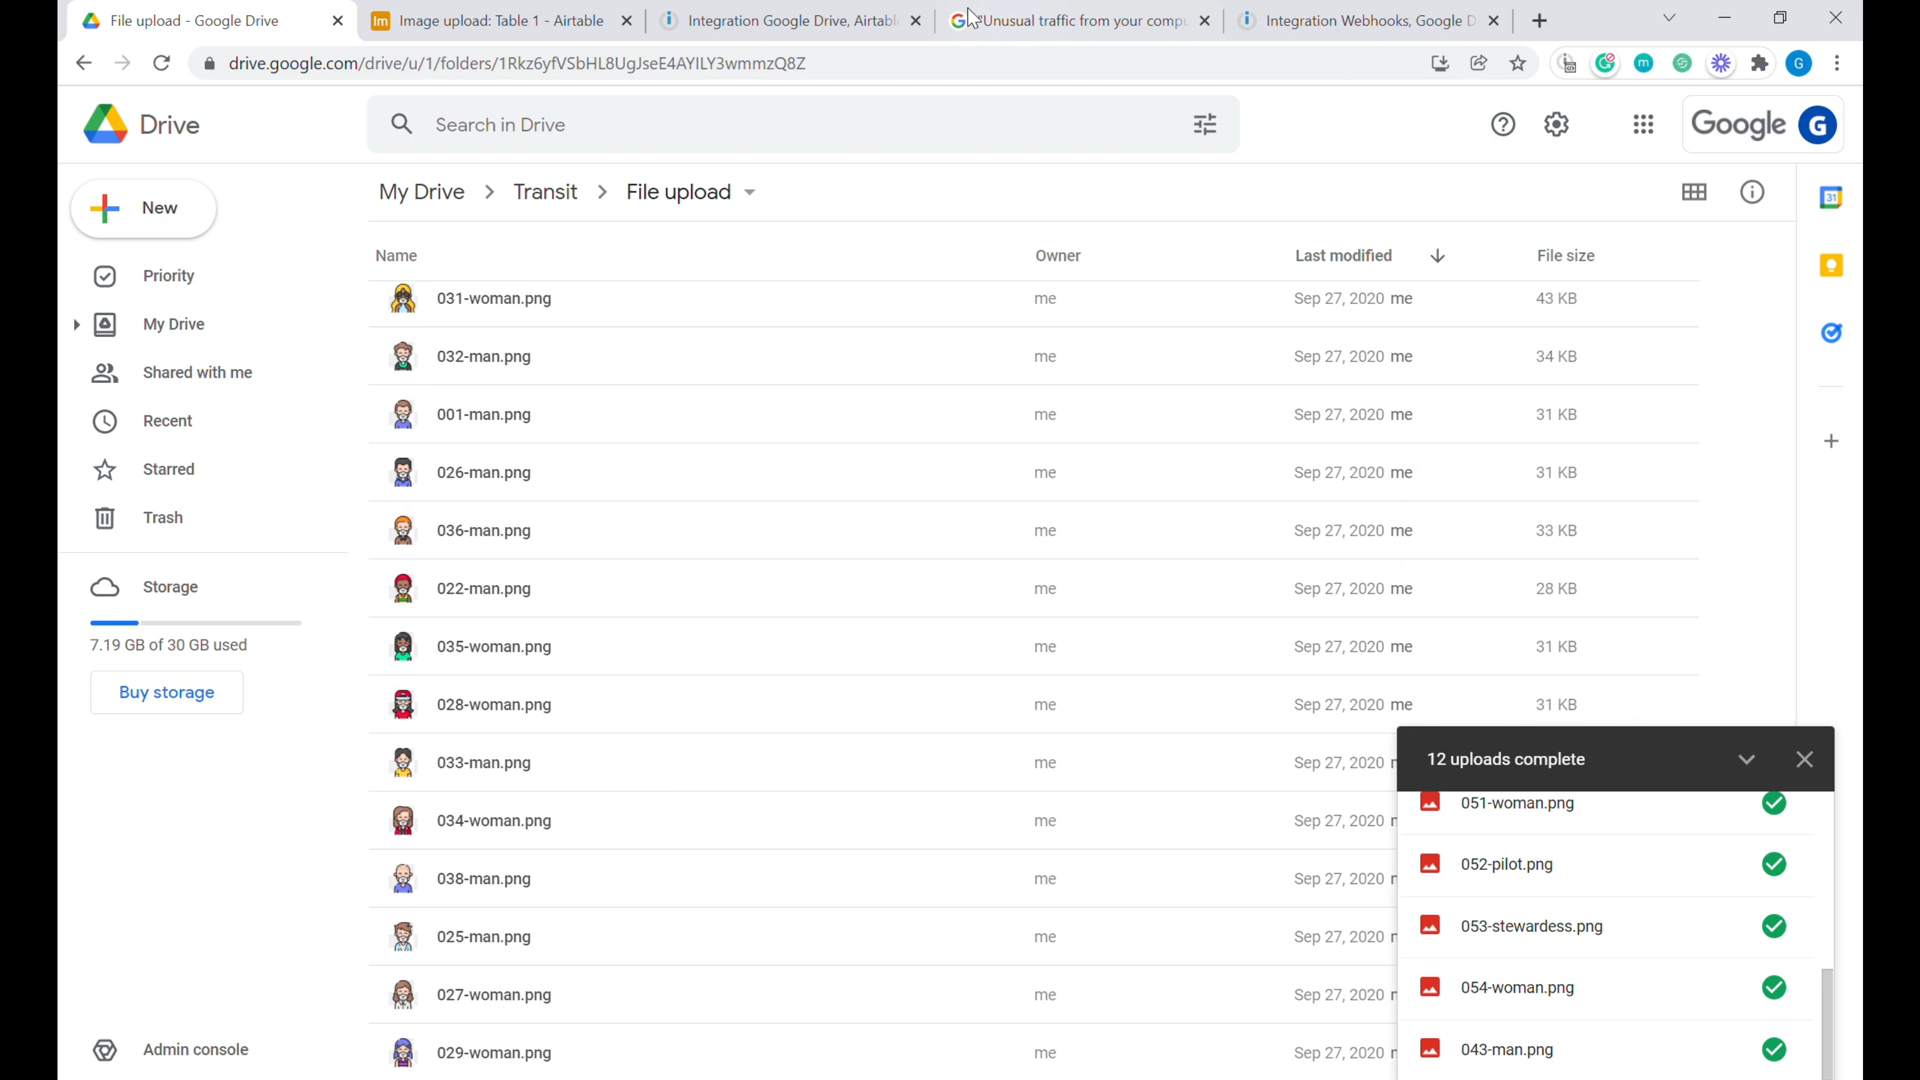 File upload - Google Drive
Image upload: Table 1 - Airtable
Integration Google Drive, Airtabl
"Unusual traffic from your compu
Integration Webhooks, Google D
drive.google.com/drive/u/1/folders/1Rkz6yfVSbHL8UgJseE4AYILY3wmmzQ8Z
m
G
Drive
Search in Drive
Google
G
New
My Drive > Transit > File upload
31
Name Owner Last modified File size
Priority
My Drive
Shared with me
Recent
Starred
Trash
Storage
7.19 GB of 30 GB used
Buy storage
Admin console
031-woman.png me Sep 27, 2020 me 43 KB
032-man.png me Sep 27, 2020 me 34 KB
001-man.png me Sep 27, 2020 me 31 KB
026-man.png me Sep 27, 2020 me 31 KB
036-man.png me Sep 27, 2020 me 33 KB
022-man.png me Sep 27, 2020 me 28 KB
035-woman.png me Sep 27, 2020 me 31 KB
028-woman.png me Sep 27, 2020 me 31 KB
033-man.png me Sep 27, 2020
034-woman.png me Sep 27, 2020
038-man.png me Sep 27, 2020
025-man.png me Sep 27, 2020
027-woman.png me Sep 27, 2020
029-woman.png me Sep 27, 2020
12 uploads complete
051-woman.png
052-pilot.png
053-stewardess.png
054-woman.png
043-man.png